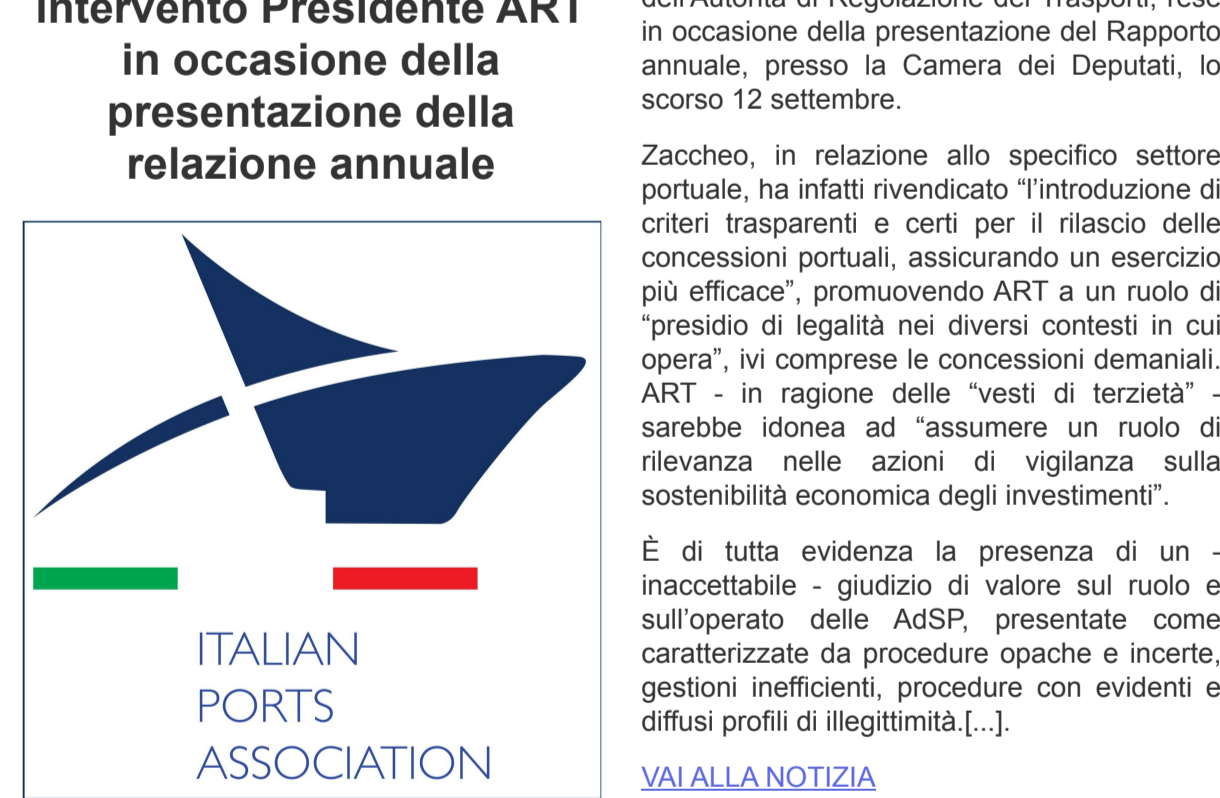 Intervento Presidente ART
in occasione della
presentazione della
relazione annuale
ITALIAN
PORTS
ASSOCIATION
dell'Autorità di Regolazione dei Trasporti, rese
in occasione della presentazione del Rapporto
annuale, presso la Camera dei Deputati, lo
scorso 12 settembre.
Zaccheo, in relazione allo specifico settore
portuale, ha infatti rivendicato “l’introduzione di
criteri trasparenti e certi per il rilascio delle
concessioni portuali, assicurando un esercizio
più efficace”, promuovendo ART a un ruolo di
“presidio di legalità nei diversi contesti in cui
opera”, ivi comprese le concessioni demaniali.
ART - in ragione delle “vesti di terzietà” -
sarebbe idonea ad “assumere un ruolo di
rilevanza nelle azioni di vigilanza sulla
sostenibilità economica degli investimenti”.
È di tutta evidenza la presenza di un -
inaccettabile - giudizio di valore sul ruolo e
sull’operato delle AdSP, presentate come
caratterizzate da procedure opache e incerte,
gestioni inefficienti, procedure con evidenti e
diffusi profili di illegittimità.[...].
VAI ALLA NOTIZIA